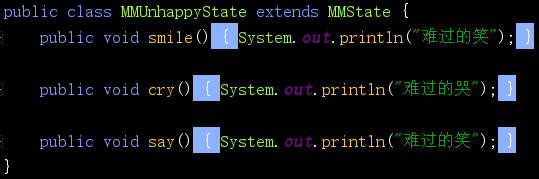 public class MMUnhappyState extends MMState {
public void smile() { System.out.println("难过的笑"); }
public void cry() { System.out.println("难过的哭"); }
public void say() { System.out.println("难过的笑"); }
}